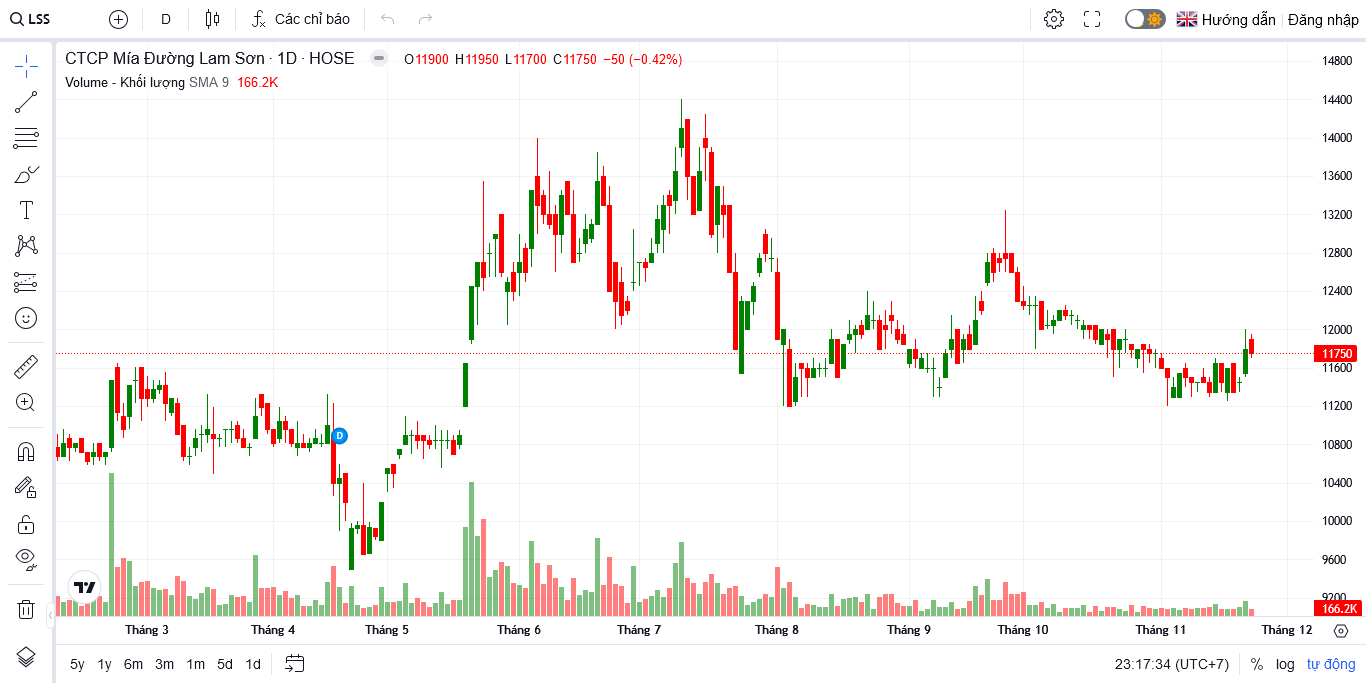 LSS D Các chỉ báo Hướng dẫn Đăng nhập
CTCP Mía Đường Lam Sơn · 1D · HOSE O11900 H11950 L11700 C11750 −50 (−0.42%)
Volume - Khối lượng SMA 9 166.2K
14800
14400
14000
13600
13200
12800
12400
12000
11750
11600
11200
10800
10400
10000
9600
9200
166.2K
D
Tháng 3 Tháng 4 Tháng 5 Tháng 6 Tháng 7 Tháng 8 Tháng 9 Tháng 10 Tháng 11 Tháng 12
5y 1y 6m 3m 1m 5d 1d 23:17:34 (UTC+7) % log tự động